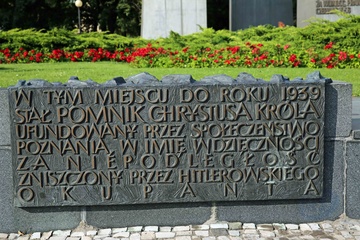 W TYM MIEJSCU DO ROKU 1939
STAŁ POMNIK CHRYSTUSA KRÓLA
UFUNDOWANY PRZEZ SPOŁECZEŃSTWO
POZNANIA, W IMIĘ WDZIĘCZNOŚCI
ZA NIEPODLEGŁOŚĆ
ZNISZCZONY PRZEZ HITLEROWSKIEGO
OKUPANTA